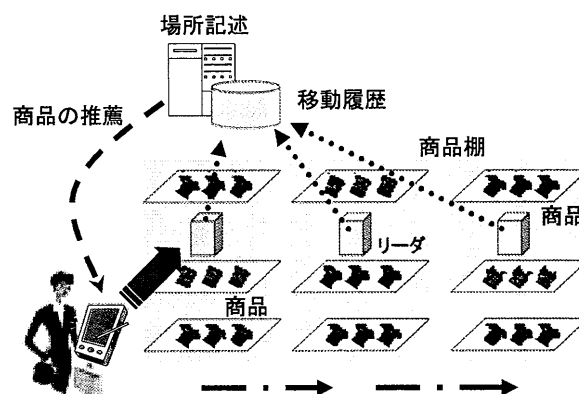 場所記述
移動履歴
商品の推薦
商品棚
商品
リーダ
商品